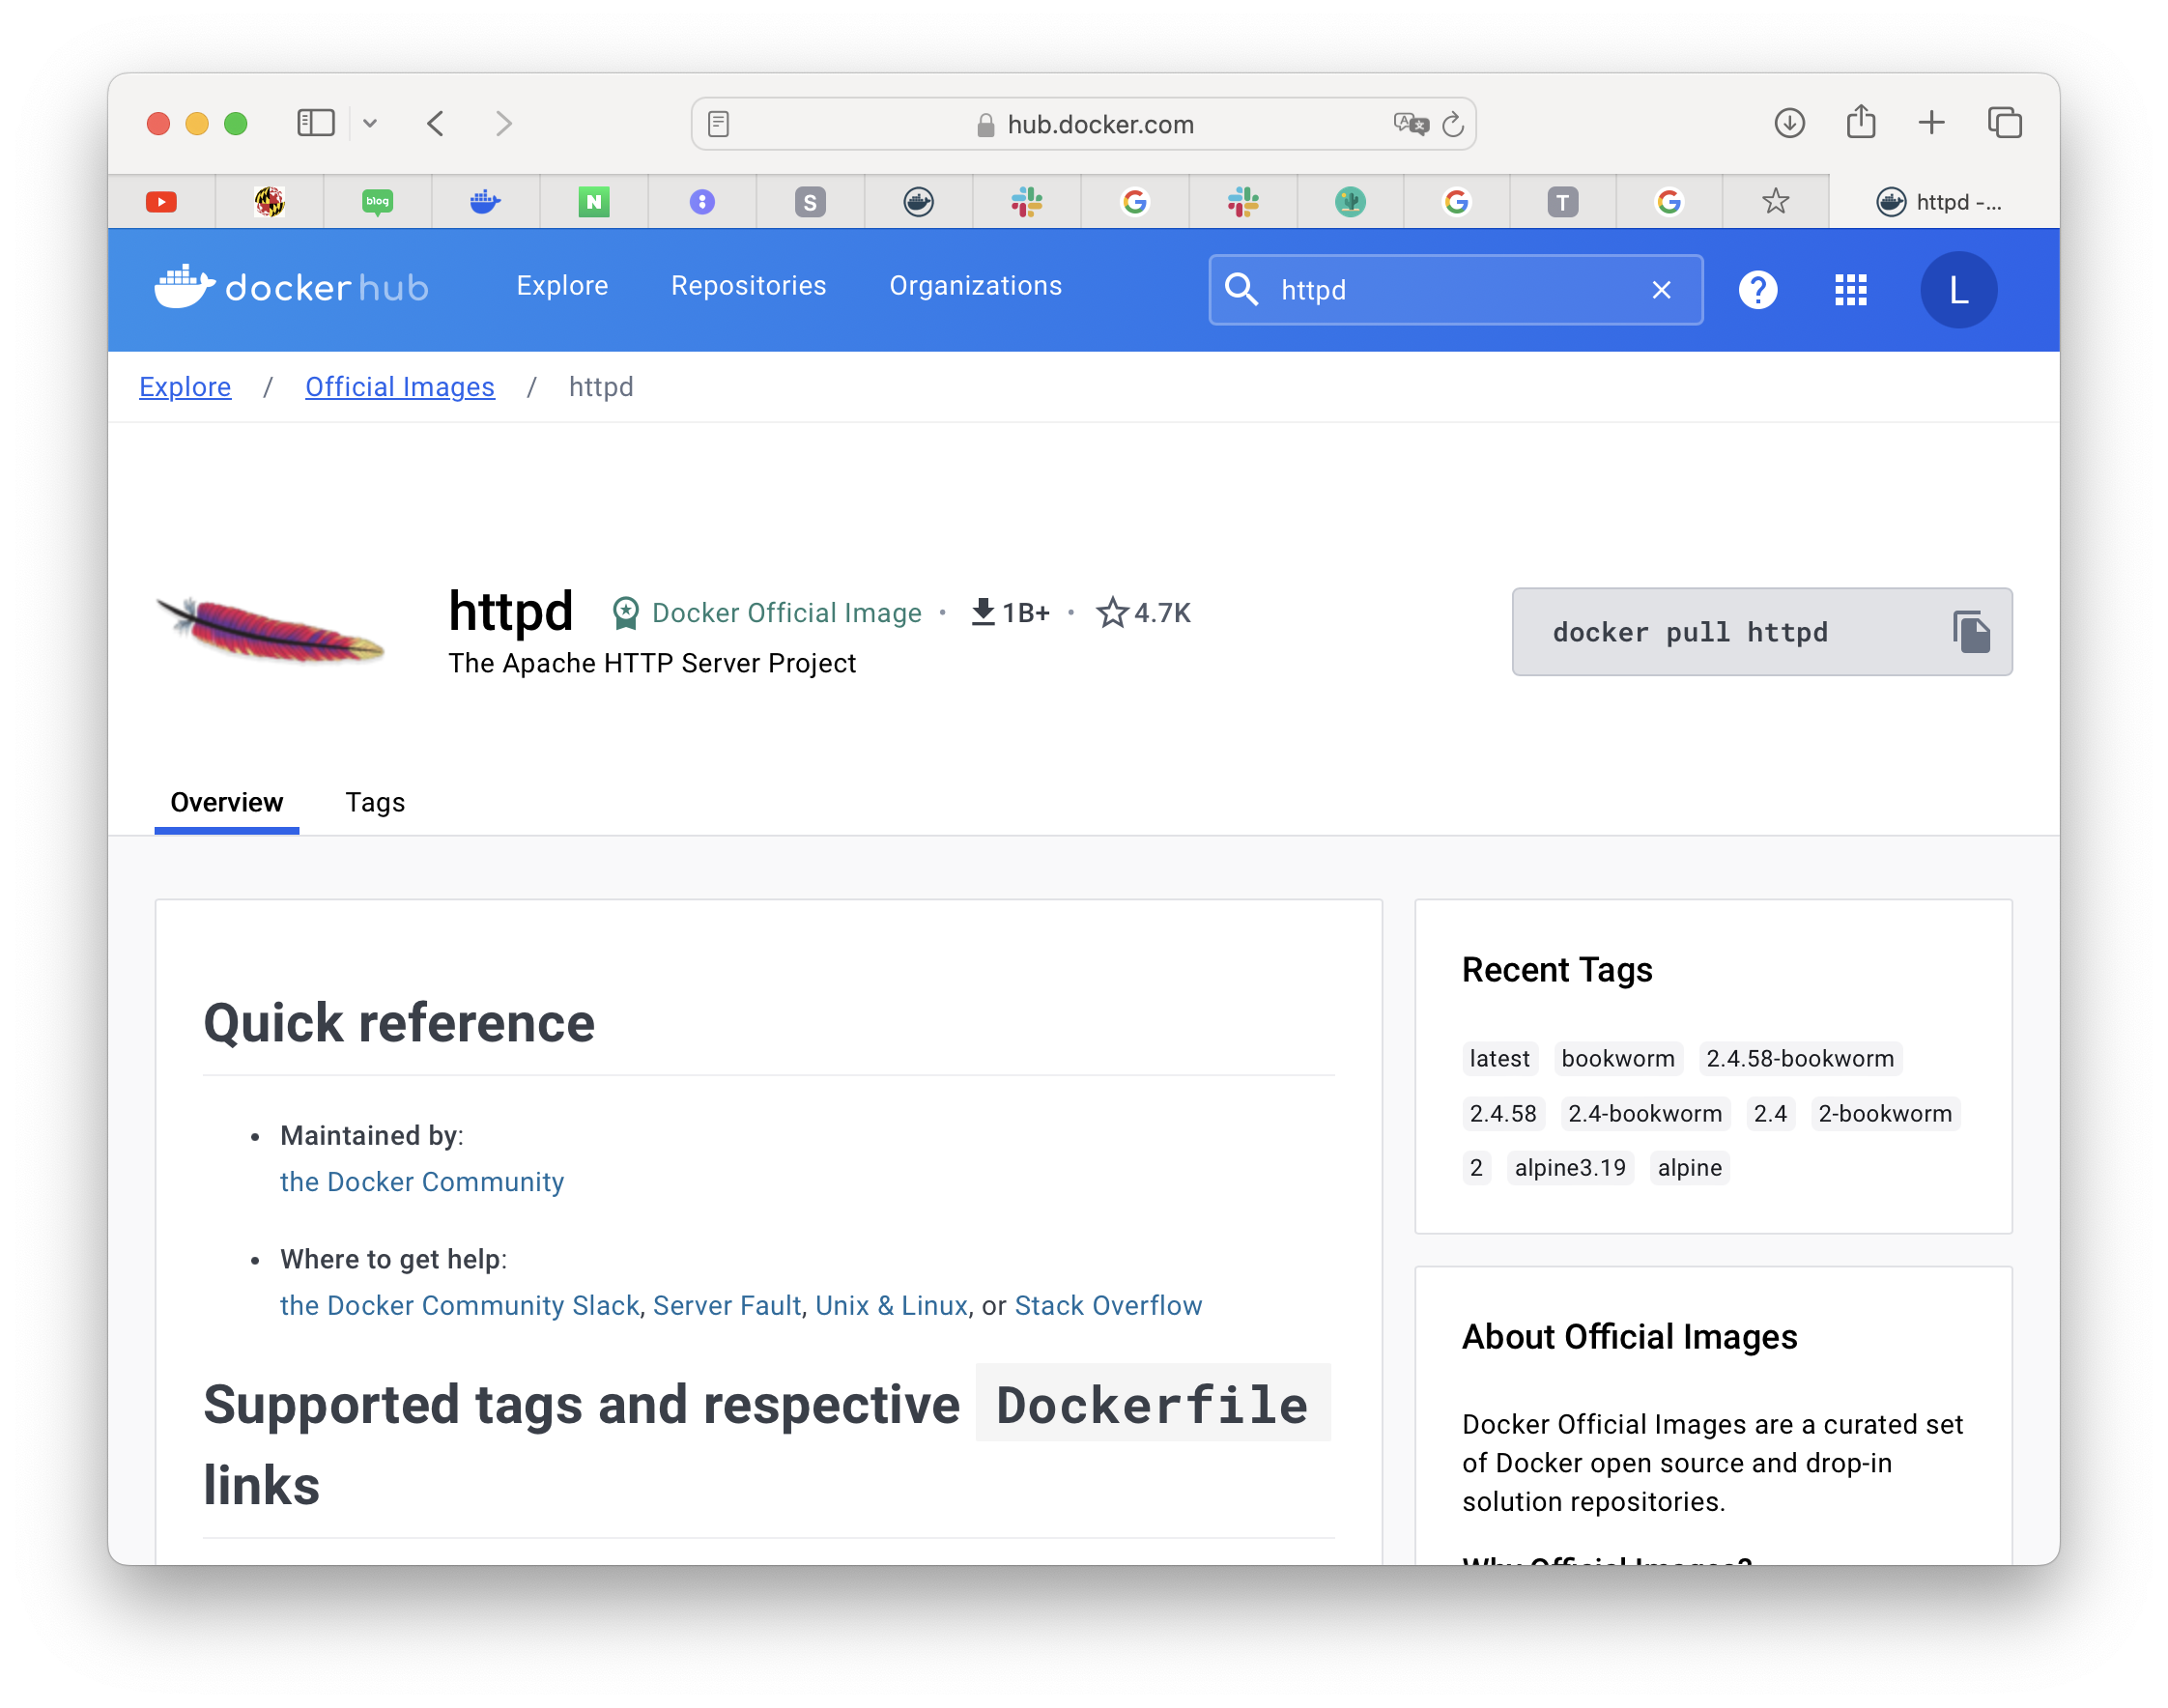 hub.docker.com
blog
N
S
T
httpd -...
docker hub
Explore
Repositories
Organizations
httpd
L
Explore / Official Images / httpd
httpd
Docker Official Image • 1B+ • 4.7K
The Apache HTTP Server Project
docker pull httpd
Overview
Tags
Quick reference
• Maintained by:
the Docker Community
• Where to get help:
the Docker Community Slack, Server Fault, Unix & Linux, or Stack Overflow
Supported tags and respective Dockerfile
links
Recent Tags
latest bookworm 2.4.58-bookworm
2.4.58 2.4-bookworm 2.4 2-bookworm
2 alpine3.19 alpine
About Official Images
Docker Official Images are a curated set
of Docker open source and drop-in
solution repositories.
Why Official Images?